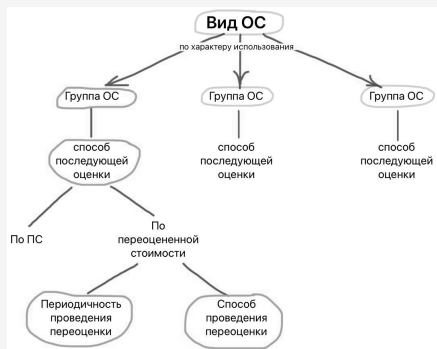 Вид ОС
по характеру использования
Группа ОС
Группа ОС
Группа ОС
способ
последующей
оценки
способ
последующей
оценки
способ
последующей
оценки
По ПС
По
переоцененной
стоимости
Периодичность
проведения
переоценки
Способ
проведения
переоценки